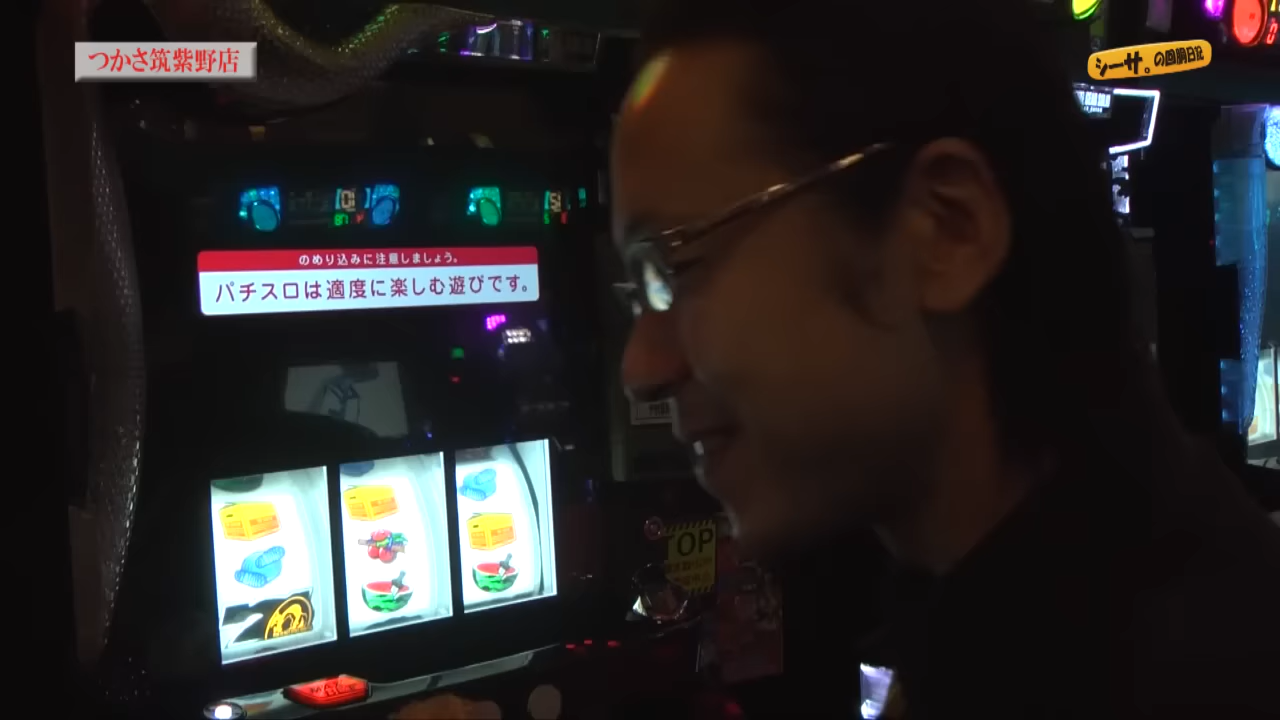 つかさ筑紫野店
シーサ。の回胴日記
のめり込みに注意しましょう。
パチスロは適度に楽しむ遊びです。
TOP
MAX BET